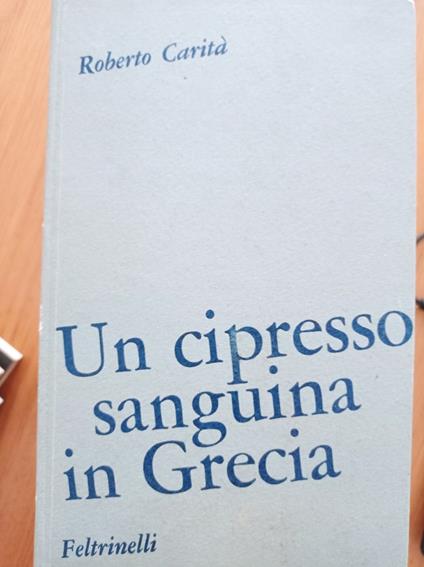 Roberto Carità
Un cipresso
sanguina
in Grecia
Feltrinelli